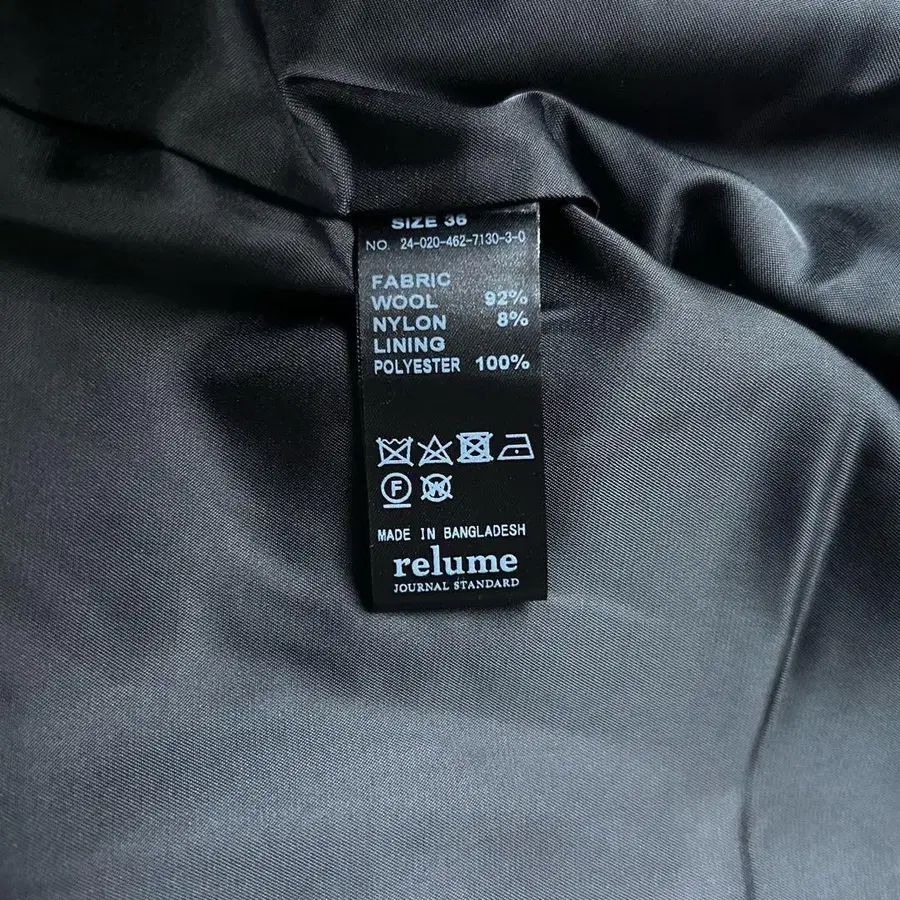 SIZE 36
NO. 24-020-462-7130-3-0
FABRIC
WOOL 92%
NYLON 8%
LINING
POLYESTER 100%
F W
MADE IN BANGLADESH
relume
JOURNAL STANDARD